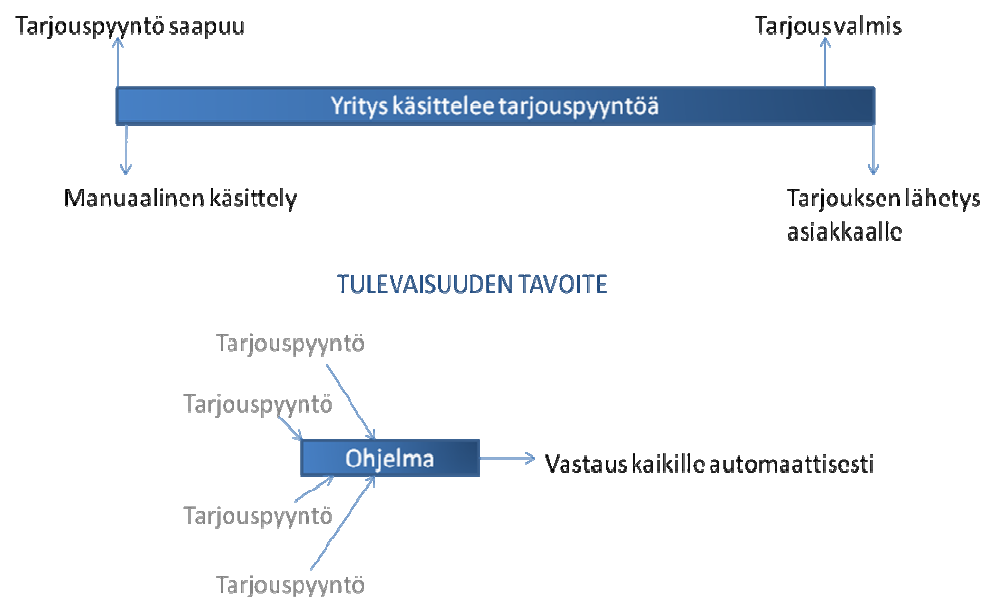 Tarjouspyyntö saapuu
Tarjous valmis
Yritys käsittelee tarjouspyyntöä
Manuaalinen käsittely
Tarjouksen lähetys
asiakkaalle
TULEVAISUUDEN TAVOITE
Tarjouspyyntö
Tarjouspyyntö
Ohjelma
Vastaus kaikille automaattisesti
Tarjouspyyntö
Tarjouspyyntö